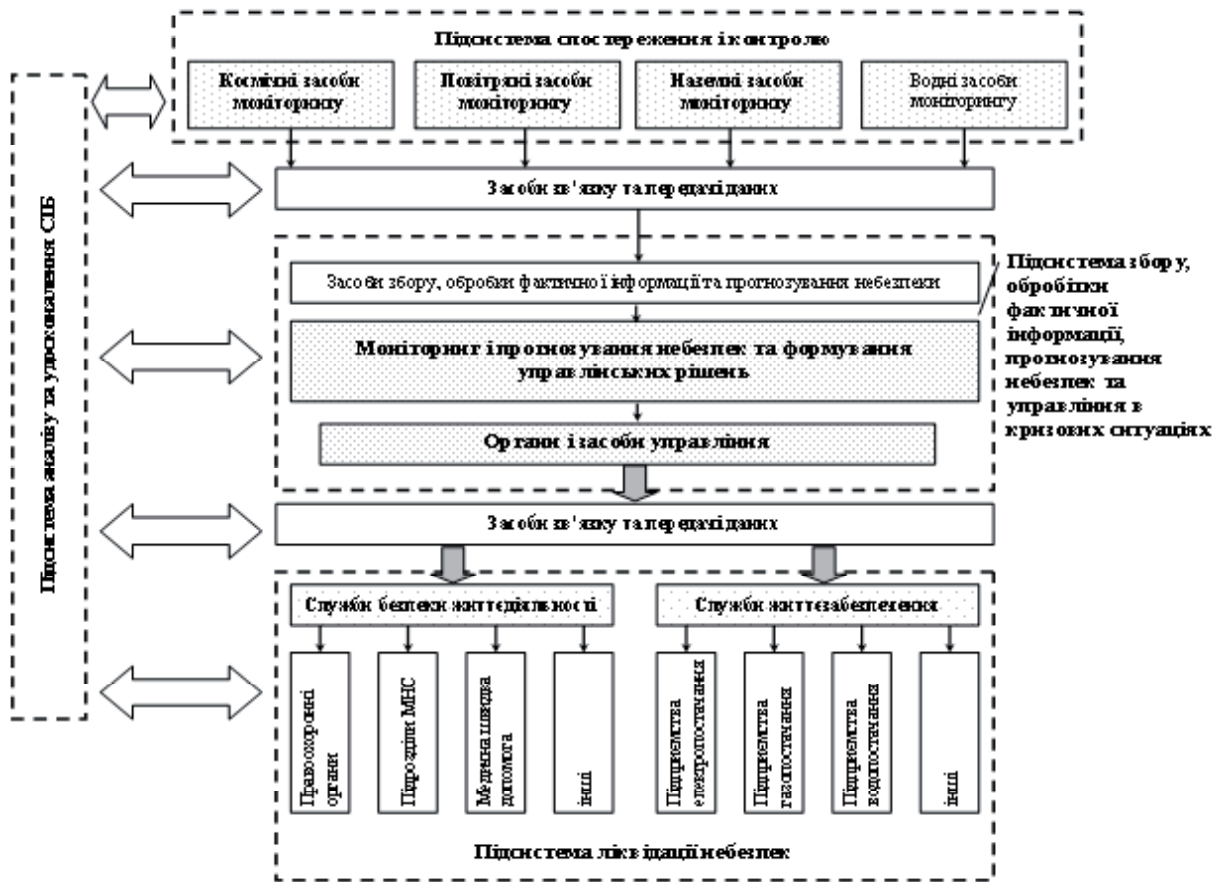 Підсистема спостереження і контролю
Космічні засоби
моніторингу
Повітряні засоби
моніторингу
Наземні засоби
моніторингу
Водні засоби
моніторингу
Засоби зв'язку та передачі даних
Засоби збору, обробки фактичної інформації та прогнозування небезпеки
Моніторинг і прогнозування небезпек та формування
управлінських рішень
Органи і засоби управління
Підсистема збору,
обробітки
фактичної
інформації,
прогнозування
небезпек та
управління в
кризових ситуаціях
Засоби зв'язку та передачі даних
Служби безпеки життєдіяльності
Служби життєзабезпечення
Правоохоронні
органи
Підрозділи МНС
Медична швидка
допомога
інші
Підприємства
електропостачання
Підприємства
газопостачання
Підприємства
водопостачання
інші
Підсистема ліквідації небезпек
Підсистема аналізу та удосконалення СІБ